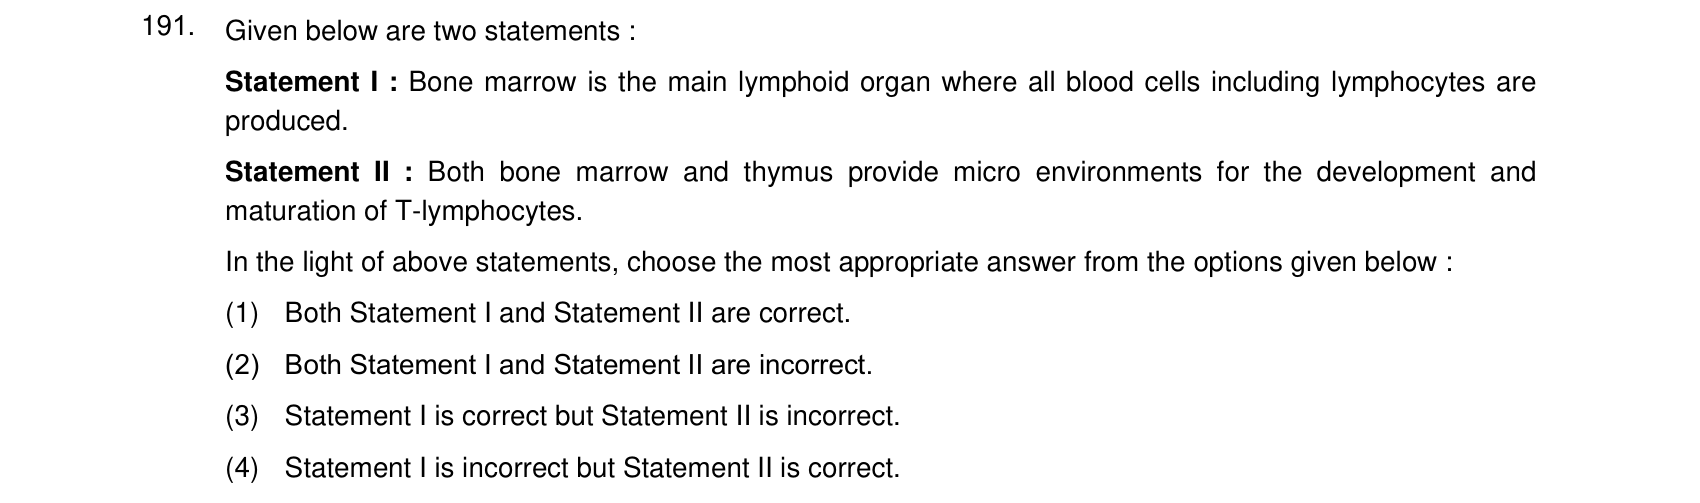 191. Given below are two statements :
Statement I : Bone marrow is the main lymphoid organ where all blood cells including lymphocytes are
produced.
Statement II : Both bone marrow and thymus provide micro environments for the development and
maturation of T-lymphocytes.
In the light of above statements, choose the most appropriate answer from the options given below :
(1) Both Statement I and Statement II are correct.
(2) Both Statement I and Statement II are incorrect.
(3) Statement I is correct but Statement II is incorrect.
(4) Statement I is incorrect but Statement II is correct.